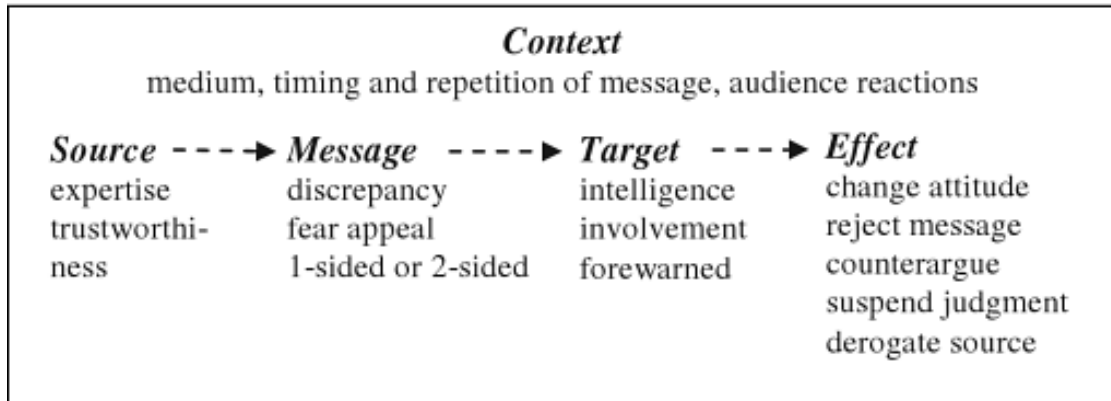 Context
medium, timing and repetition of message, audience reactions
Source Message Target Effect
expertise discrepancy intelligence change attitude
trustworthi- fear appeal involvement reject message
ness 1-sided or 2-sided forewarned counterargue
suspend judgment
derogate source